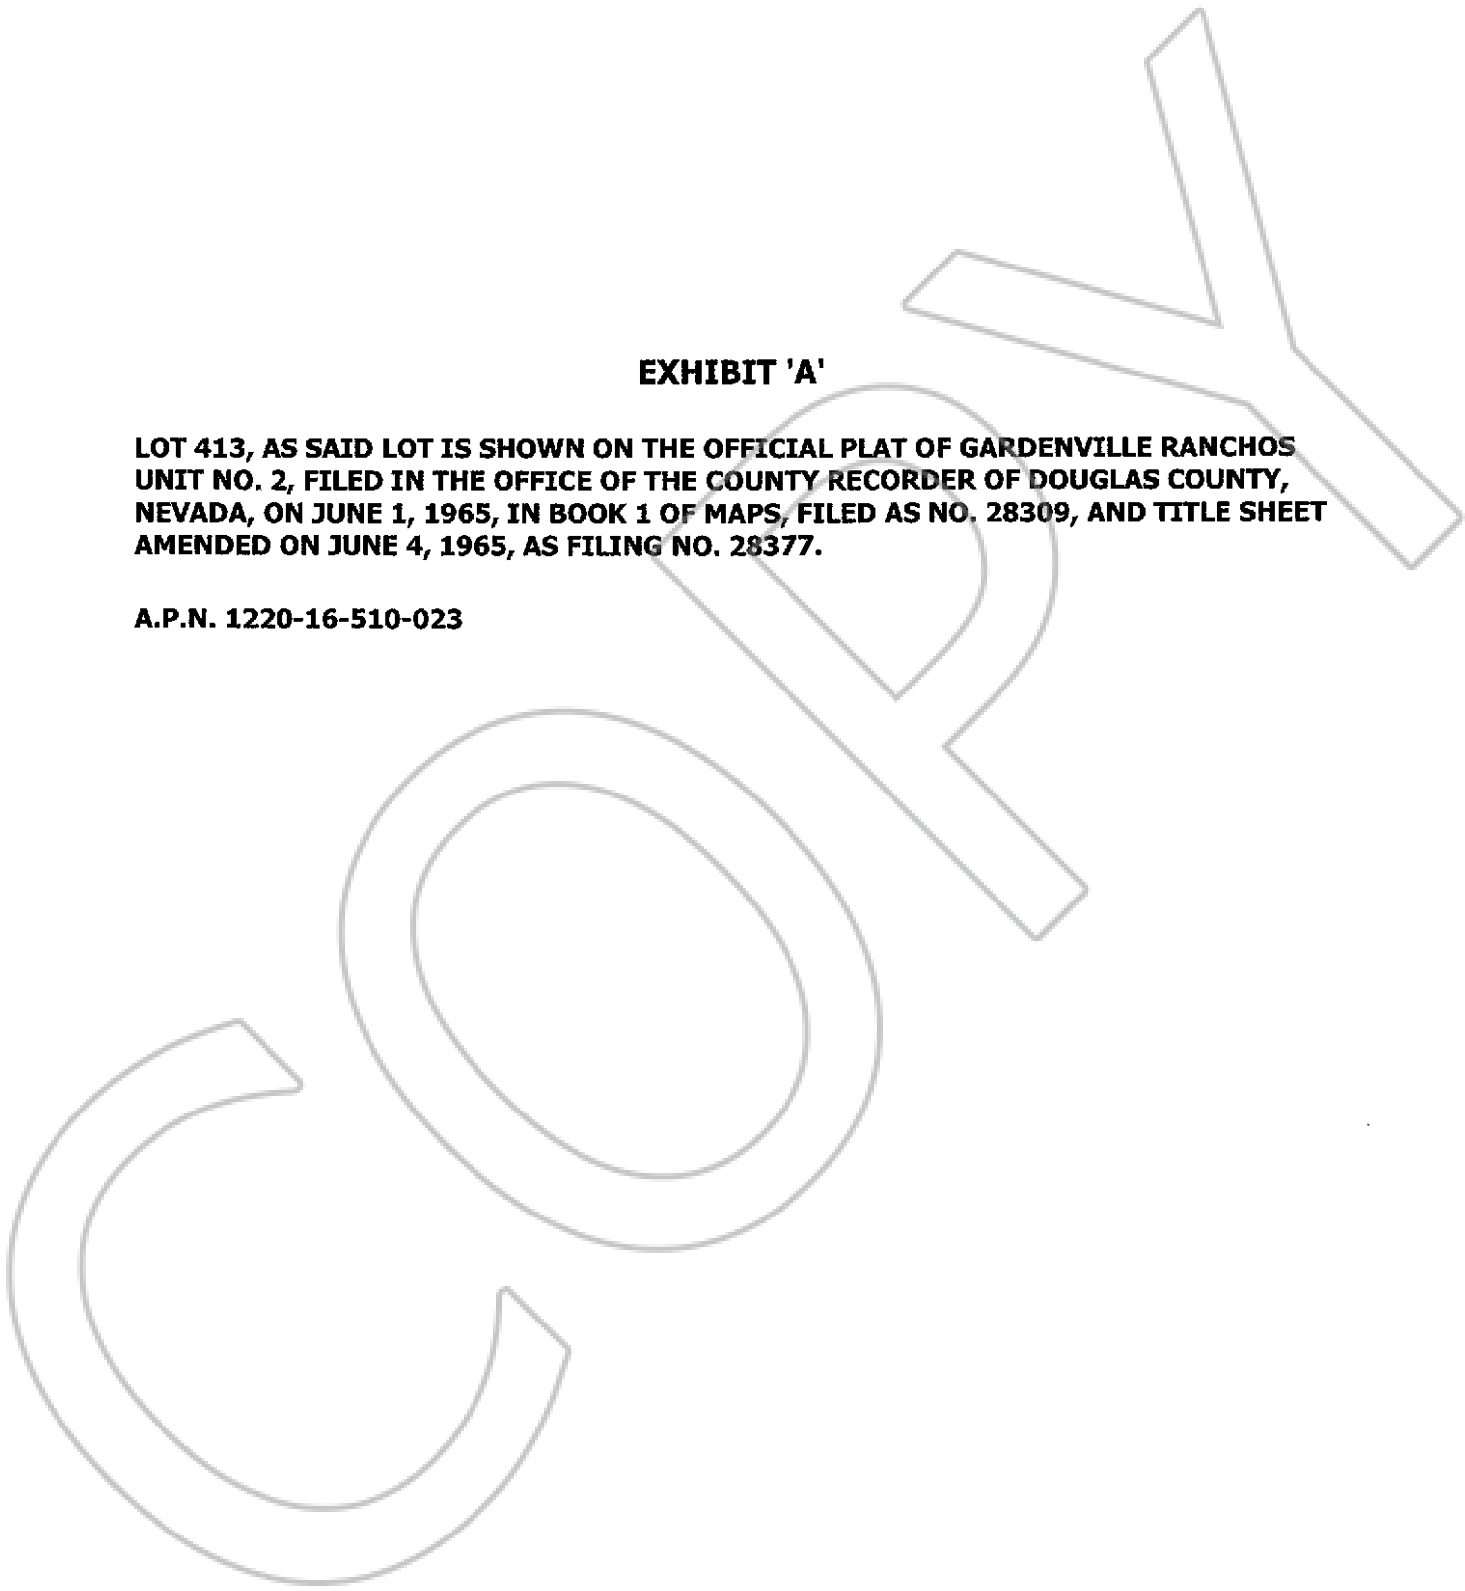 EXHIBIT 'A'
LOT 413, AS SAID LOT IS SHOWN ON THE OFFICIAL PLAT OF GARDENVILLE RANCHOS
UNIT NO. 2, FILED IN THE OFFICE OF THE COUNTY RECORDER OF DOUGLAS COUNTY,
NEVADA, ON JUNE 1, 1965, IN BOOK 1 OF MAPS, FILED AS NO. 28309, AND TITLE SHEET
AMENDED ON JUNE 4, 1965, AS FILING NO. 28377.
A.P.N. 1220-16-510-023
COPY